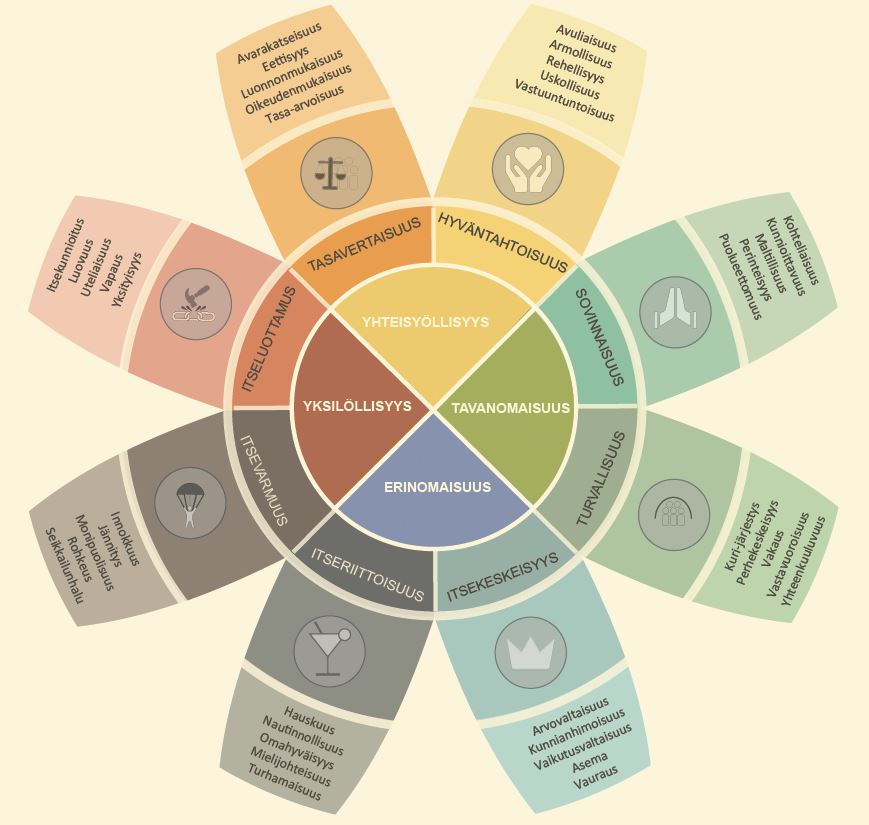 Avarakatseisuus
Eettisyys
Luonnonmukaisuus
Oikeudenmukaisuus
Tasa-arvoisuus
Avuliaisuus
Armollisuus
Rehellisyys
Uskollisuus
Vastuuntuntoisuus
TASAVERTAISUUS
HYVÄNTAHTOISUUS
Itsekunnioitus
Luovuus
Uteliaisuus
Vapaus
Yksityisyys
ITSELUOTTAMUS
SOVINNAISUUS
Kohteliaisuus
Kunnioittavuus
Maltillisuus
Perinteisyys
Puolueettomuus
YHTEISYÖLLISYYS
YKSILÖLLISYYS
TAVANOMAISUUS
ERINOMAISUUS
Innokkuus
Jännitys
Monipuolisuus
Rohkeus
Seikkailunhalu
ITSEVARMUUS
TURVALLISUUS
Kuri-järjestys
Perhekeskeisyys
Vakaus
Vastavuoroisuus
Yhteenkuuluvuus
ITSERIITTOISUUS
ITSEKESKEISYYS
Hauskuus
Nautinnollisuus
Omahyväisyys
Mielijohteisuus
Turhamaisuus
Arvovaltaisuus
Kunnianhimoisuus
Vaikutusvaltaisuus
Asema
Vauraus